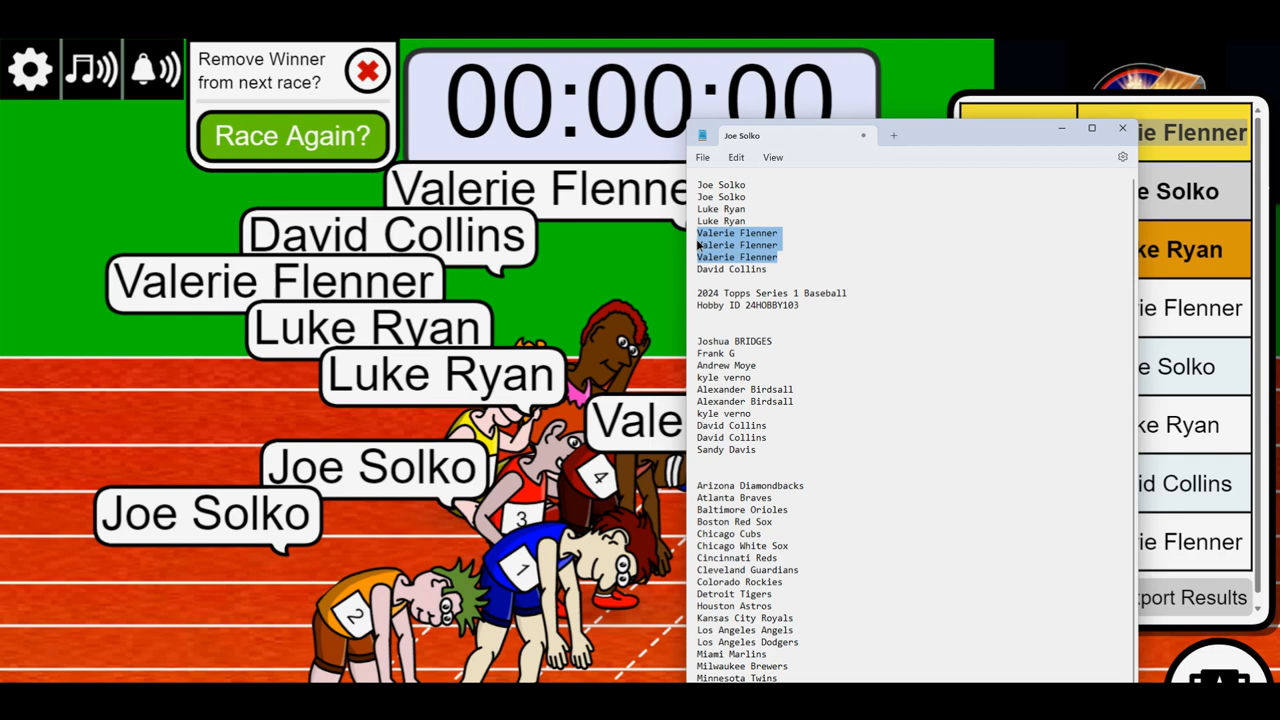 Remove Winner
from next race?
Race Again?
00:00:00
Valerie Flenne
David Collins
Valerie Flenner
Luke Ryan
Luke Ryan
Vale
Joe Solko
Joe Solko
4
3
1
2
Joe Solko
File Edit View
Joe Solko
Joe Solko
Luke Ryan
Luke Ryan
Valerie Flenner
Valerie Flenner
Valerie Flenner
David Collins
2024 Topps Series 1 Baseball
Hobby ID 24HOBBY103
Joshua BRIDGES
Frank G
Andrew Moye
kyle verno
Alexander Birdsall
Alexander Birdsall
kyle verno
David Collins
David Collins
Sandy Davis
Arizona Diamondbacks
Atlanta Braves
Baltimore Orioles
Boston Red Sox
Chicago Cubs
Chicago White Sox
Cincinnati Reds
Cleveland Guardians
Colorado Rockies
Detroit Tigers
Houston Astros
Kansas City Royals
Los Angeles Angels
Los Angeles Dodgers
Miami Marlins
Milwaukee Brewers
Minnesota Twins
ie Flenner
e Solko
ke Ryan
ie Flenner
e Solko
ke Ryan
id Collins
ie Flenner
xport Results